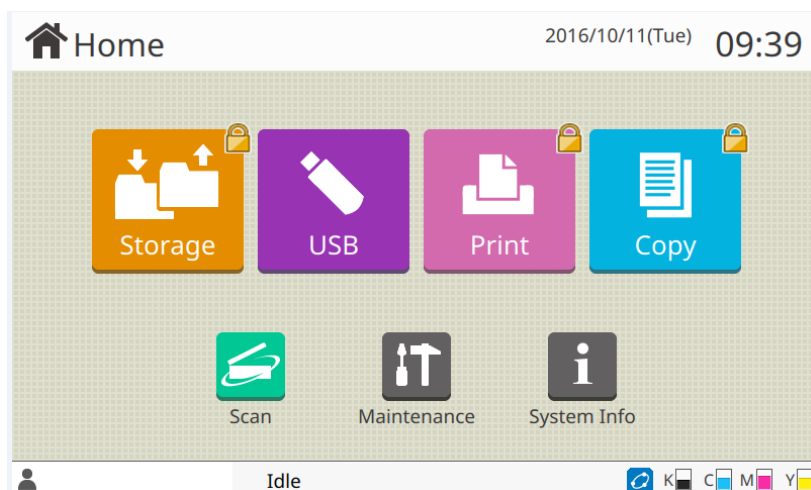 Home 2016/10/11(Tue) 09:39
Storage USB Print Copy
Scan Maintenance System Info
Idle K C M Y